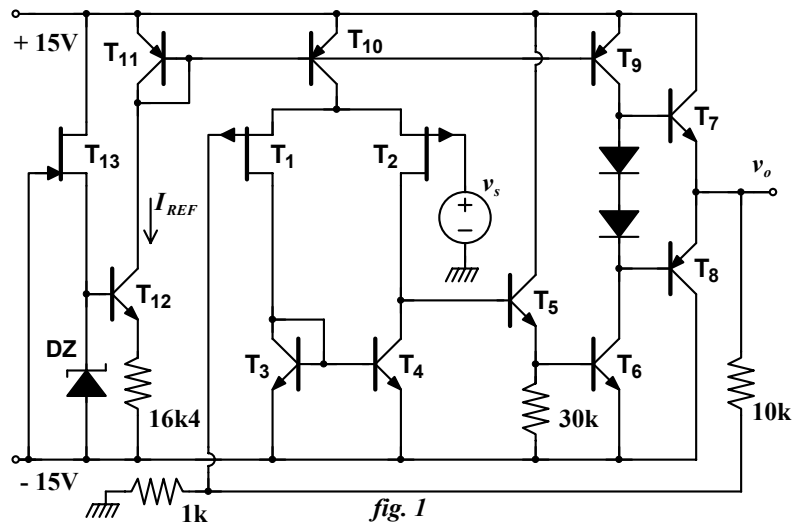 + 15V
T11
T10
T9
T7
T13
T1
T2
vs
vo
IREF
T12
T5
T8
DZ
T3
T4
T6
16k4
30k
10k
- 15V
1k
fig. 1